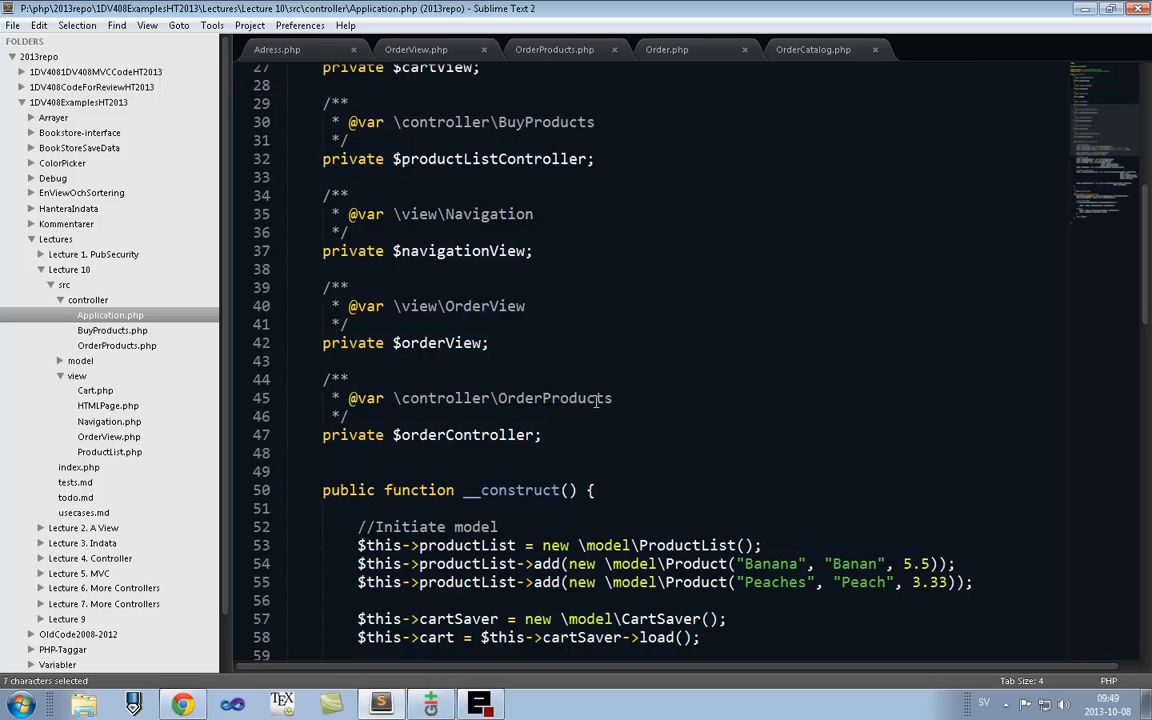 P:\php\2013repo\1DV408ExamplesHT2013\Lectures\Lecture 10\src\controller\Application.php (2013repo) - Sublime Text 2
File Edit Selection Find View Goto Tools Project Preferences Help
FOLDERS
2013repo
1DV4081DV408MVCCodeHT2013
1DV408CodeForReviewHT2013
1DV408ExamplesHT2013
Arrayer
Bookstore-interface
BookStoreSaveData
ColorPicker
Debug
EnViewOchSortering
HanteraIndata
Kommentarer
Lectures
Lecture 1. PubSecurity
Lecture 10
src
controller
Application.php
BuyProducts.php
OrderProducts.php
model
view
Cart.php
HTMLPage.php
Navigation.php
OrderView.php
ProductList.php
index.php
tests.md
todo.md
usecases.md
Lecture 2. A View
Lecture 3. Indata
Lecture 4. Controller
Lecture 5. MVC
Lecture 6. More Controllers
Lecture 7. More Controllers
Lecture 9
OldCode2008-2012
PHP-Taggar
Variabler
Adress.php OrderView.php OrderProducts.php Order.php OrderCatalog.php
27 private $cartView;
28
29 /**
30 * @var \controller\BuyProducts
31 */
32 private $productListController;
33
34 /**
35 * @var \view\Navigation
36 */
37 private $navigationView;
38
39 /**
40 * @var \view\OrderView
41 */
42 private $orderView;
43
44 /**
45 * @var \controller\OrderProducts
46 */
47 private $orderController;
48
49
50 public function __construct() {
51
52 //Initiate model
53 $this->productList = new \model\ProductList();
54 $this->productList->add(new \model\Product("Banana", "Banan", 5.5));
55 $this->productList->add(new \model\Product("Peaches", "Peach", 3.33));
56
57 $this->cartSaver = new \model\CartSaver();
58 $this->cart = $this->cartSaver->load();
59
7 characters selected Tab Size: 4 PHP
SV 09:49
2013-10-08